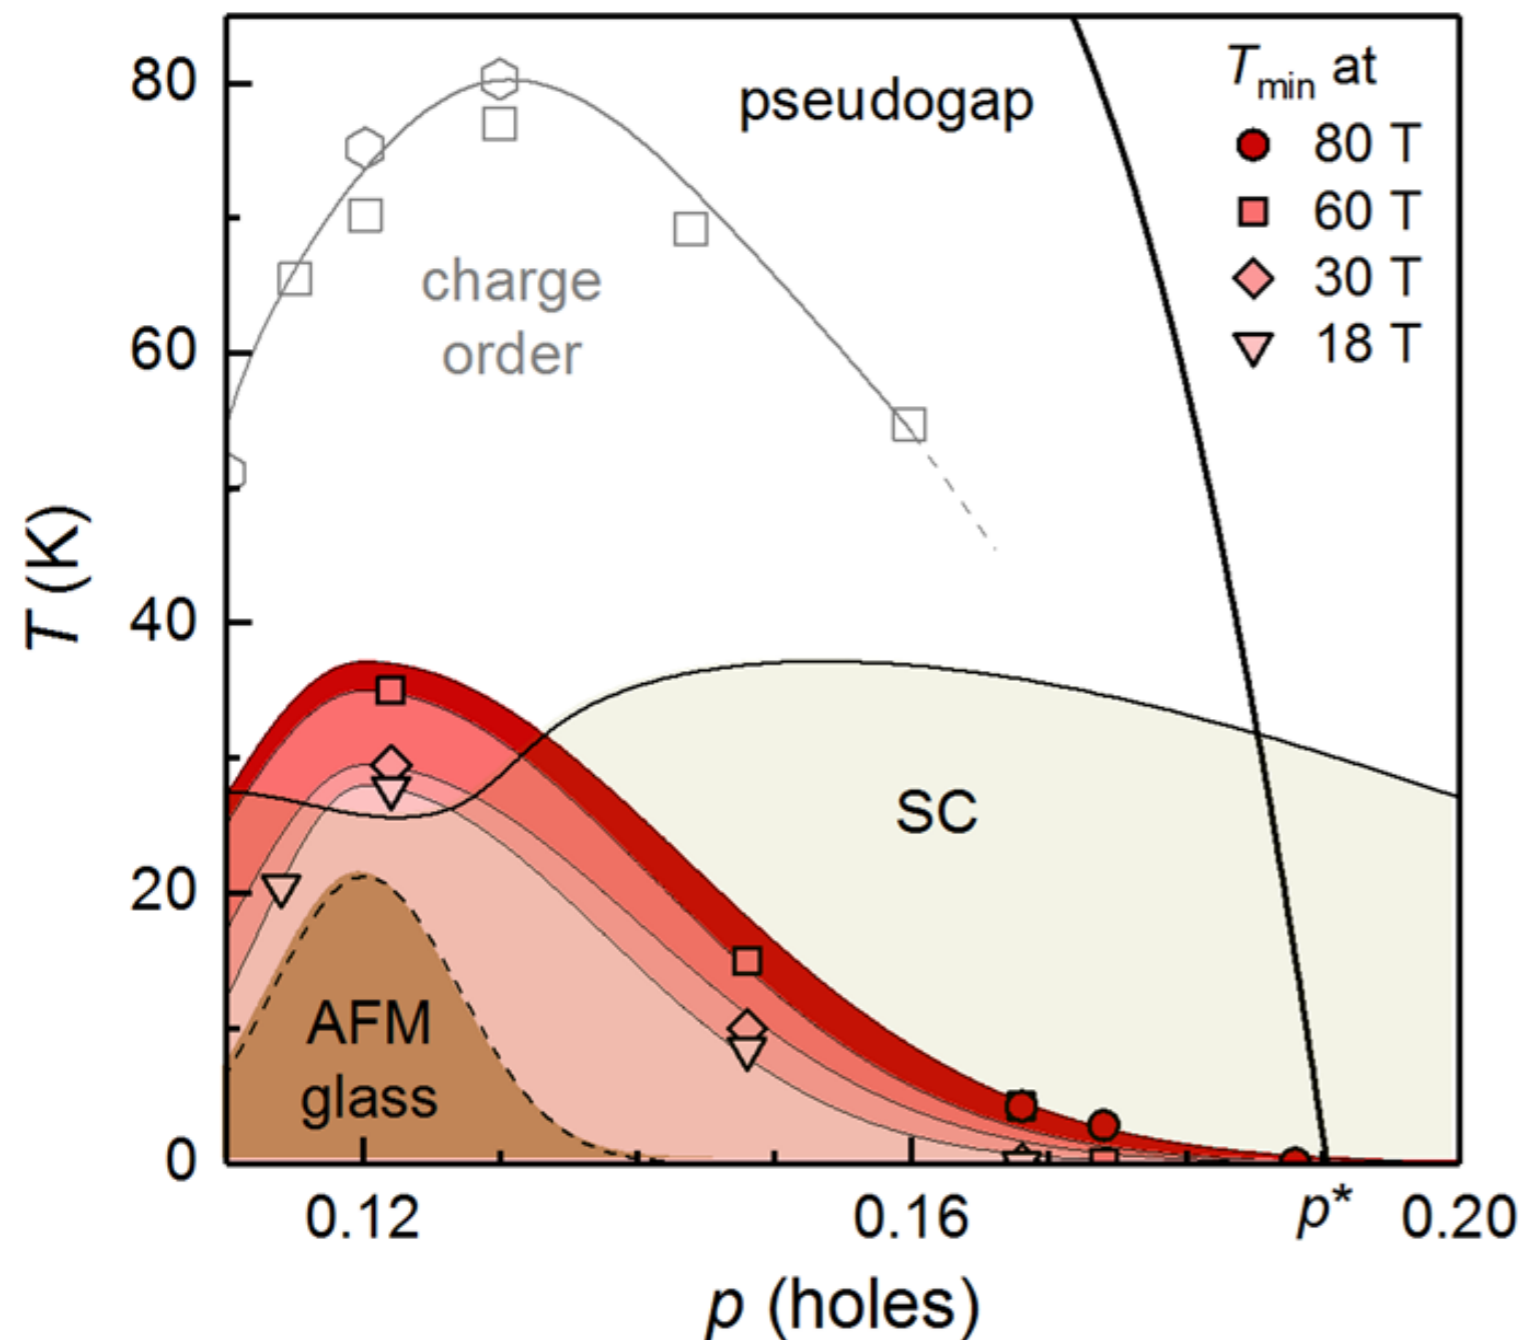 80
60
40
20
0
T (K)
pseudogap
T_min at
80 T
60 T
30 T
18 T
charge
order
SC
AFM
glass
0.12
0.16
p*
0.20
p (holes)